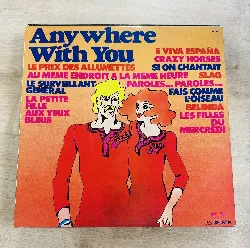 Anywhere
With You
E VIVA ESPAÑA
CRAZY HORSES
LE PRIX DES ALLUMETTES
SI ON CHANTAIT
AU MEME ENDROIT A LA MEME HEURE
SLAG
LE SURVEILLANT
GENERAL
PAROLES... PAROLES...
FAIS COMME
L'OISEAU
LA PETITE
FILLE
AUX YEUX
BLEUS
BELINDA
LES FILLES
DU
MERCREDI